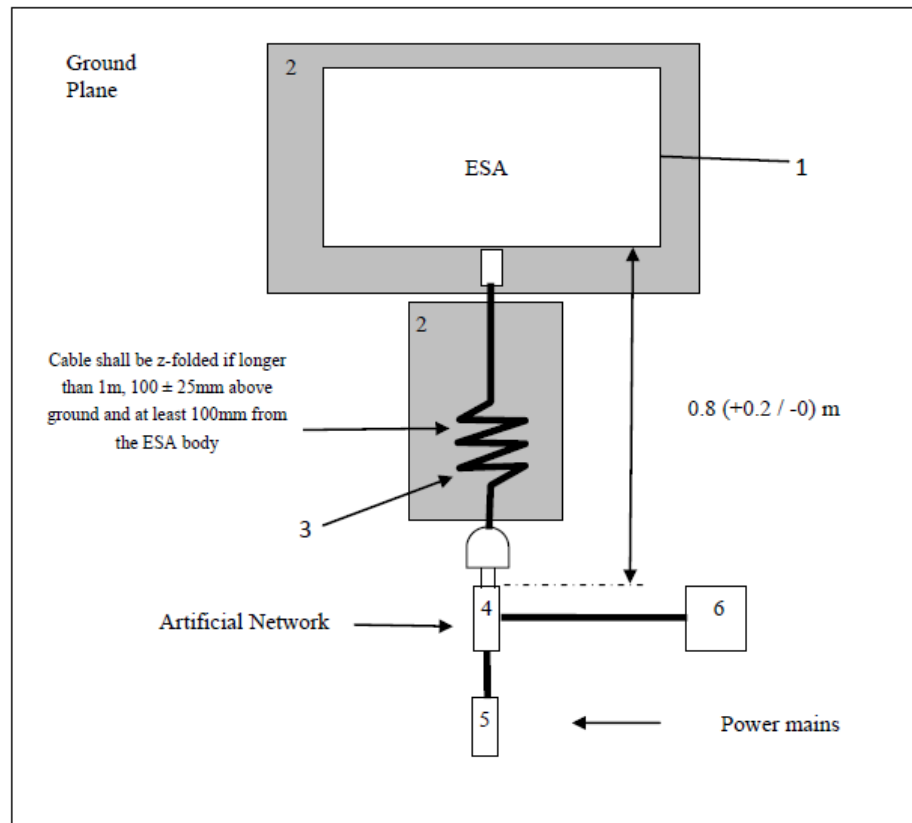 Ground
Plane
2
ESA
1
2
Cable shall be z-folded if longer
than 1m, 100 ± 25mm above
ground and at least 100mm from
the ESA body
0.8 (+0.2 / -0) m
3
4
6
Artificial Network
5
Power mains